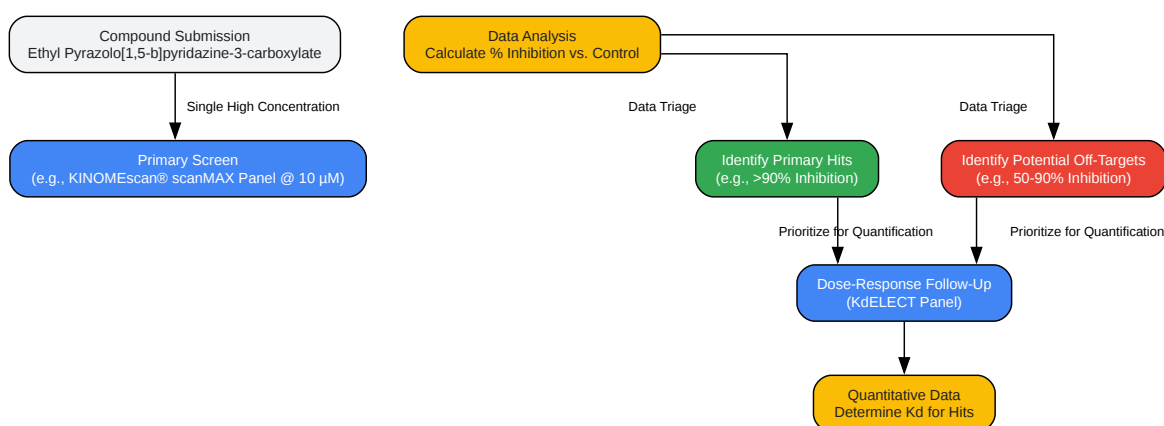 Compound Submission
Ethyl Pyrazolo[1,5-b]pyridazine-3-carboxylate
Single High Concentration
Primary Screen
(e.g., KINOMEscan® scanMAX Panel @ 10 µM)
Data Analysis
Calculate % Inhibition vs. Control
Data Triage
Data Triage
Identify Primary Hits
(e.g., >90% Inhibition)
Identify Potential Off-Targets
(e.g., 50-90% Inhibition)
Prioritize for Quantification
Prioritize for Quantification
Dose-Response Follow-Up
(KdELECT Panel)
Quantitative Data
Determine Kd for Hits